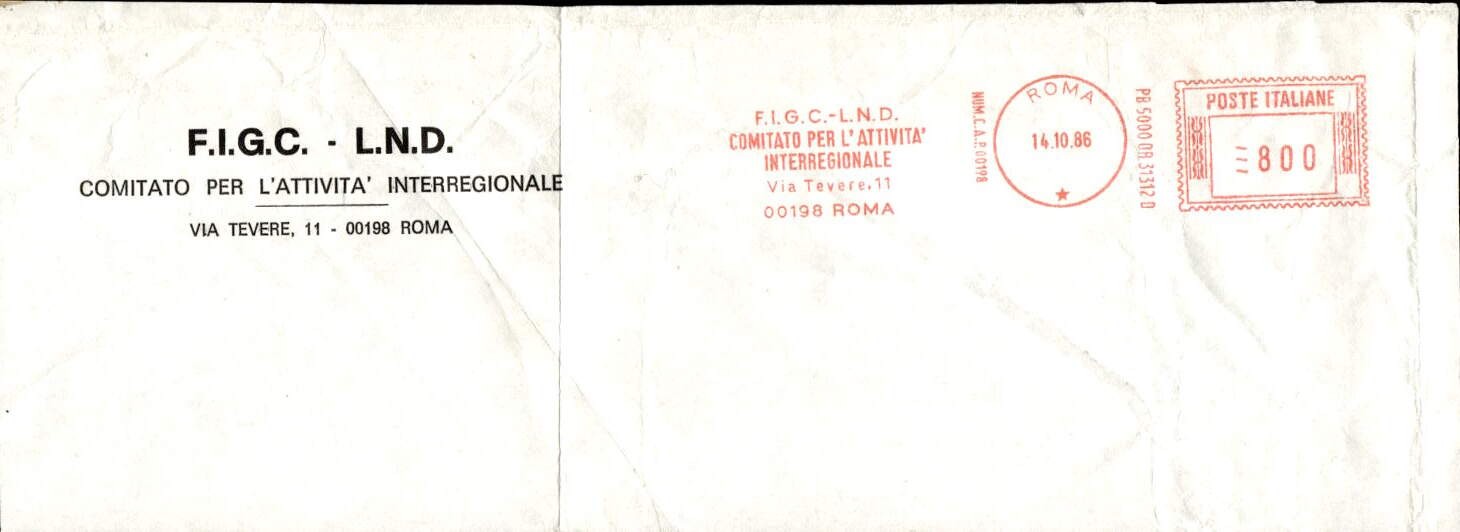 F.I.G.C. - L.N.D.
COMITATO PER L'ATTIVITA' INTERREGIONALE
VIA TEVERE, 11 - 00198 ROMA
F.I.G.C.-L.N.D.
COMITATO PER L'ATTIVITA'
INTERREGIONALE
Via Tevere, 11
00198 ROMA
NUM.C.A.P. 00198
ROMA
14.10.86
PB 5000 OB 31312 D
POSTE ITALIANE
800